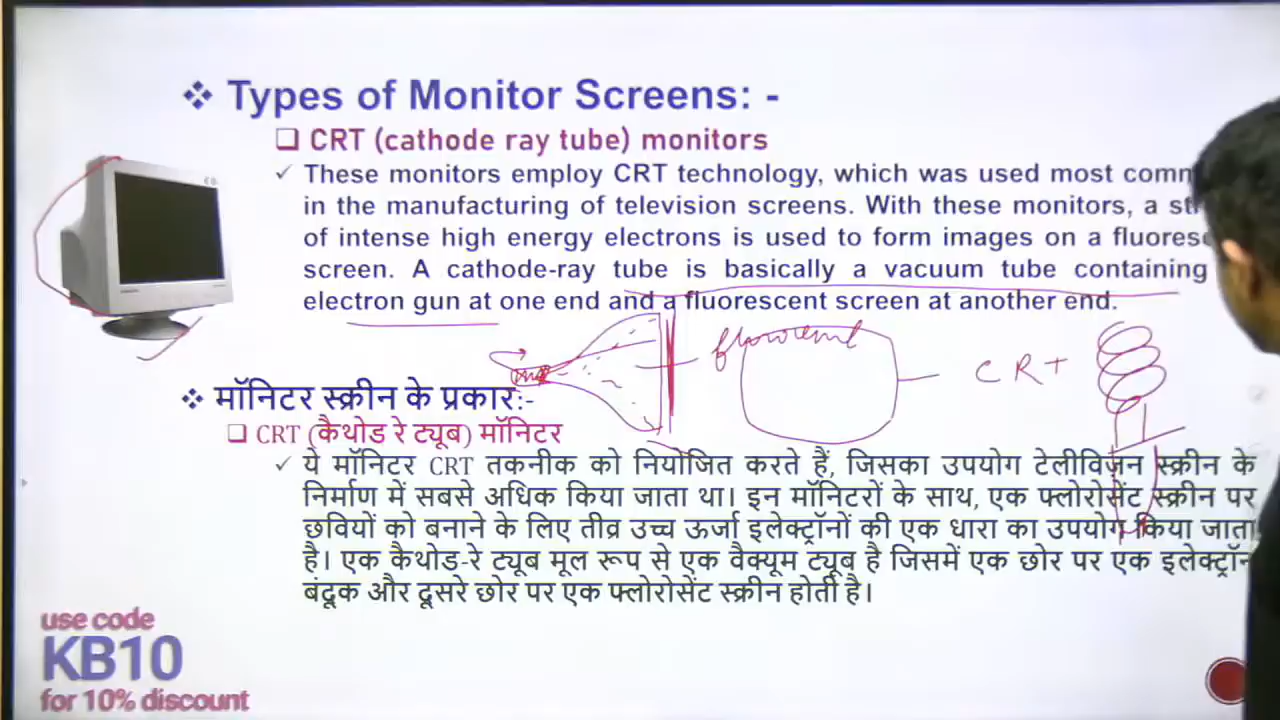 ❖ Types of Monitor Screens: -
❑ CRT (cathode ray tube) monitors
✓ These monitors employ CRT technology, which was used most
in the manufacturing of television screens. With these monitors, a
of intense high energy electrons is used to form images on a
screen. A cathode-ray tube is basically a vacuum tube containing
electron gun at one end and a fluorescent screen at another end.
CRT
❖ मॉनिटर स्क्रीन के प्रकार:-
❑ CRT (कैथोड रे ट्यूब) मॉनिटर
✓ ये मॉनिटर CRT तकनीक को नियोजित करते हैं, जिसका उपयोग टेलीविज़न स्क्रीन के
निर्माण में सबसे अधिक किया जाता था। इन मॉनिटरों के साथ, एक फ्लोरोसेंट स्क्रीन पर
छवियों को बनाने के लिए तीव्र उच्च ऊर्जा इलेक्ट्रॉनों की एक धारा का उपयोग किया जाता
है। एक कैथोड-रे ट्यूब मूल रूप से एक वैक्यूम ट्यूब है जिसमें एक छोर पर एक इलेक्ट्रॉन
बंदूक और दूसरे छोर पर एक फ्लोरोसेंट स्क्रीन होती है।
use code
KB10
for 10% discount